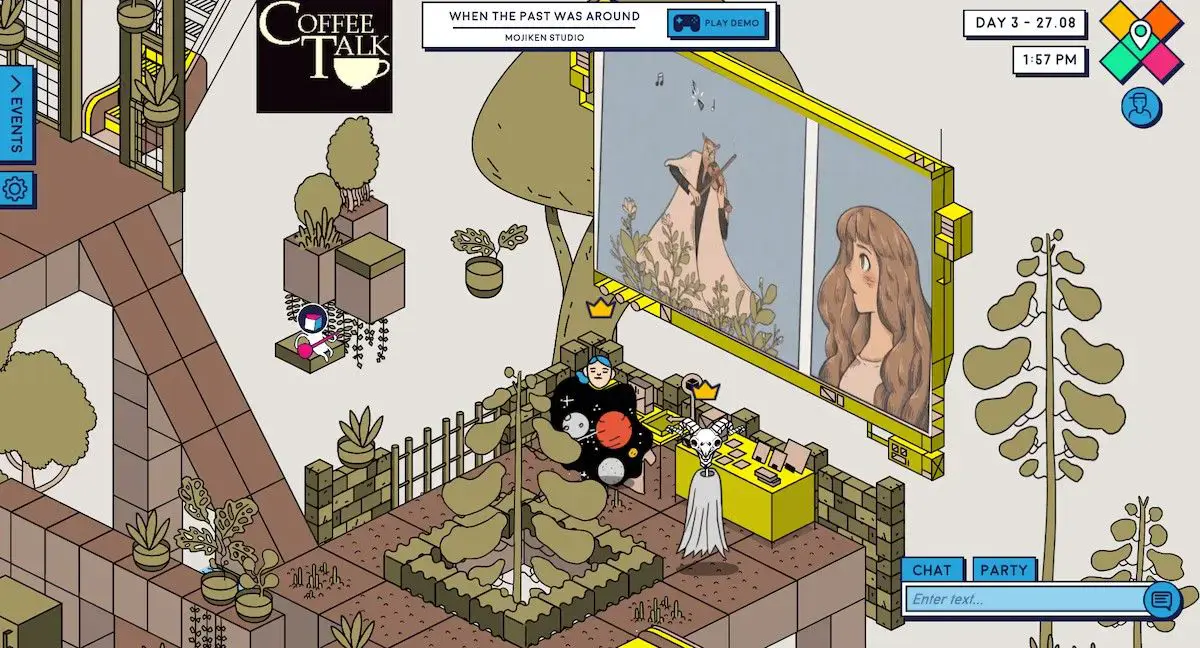 COFFEE
TALK
WHEN THE PAST WAS AROUND
MOJIKEN STUDIO
PLAY DEMO
DAY 3 - 27.08
1:57 PM
EVENTS
CHAT
PARTY
Enter text...